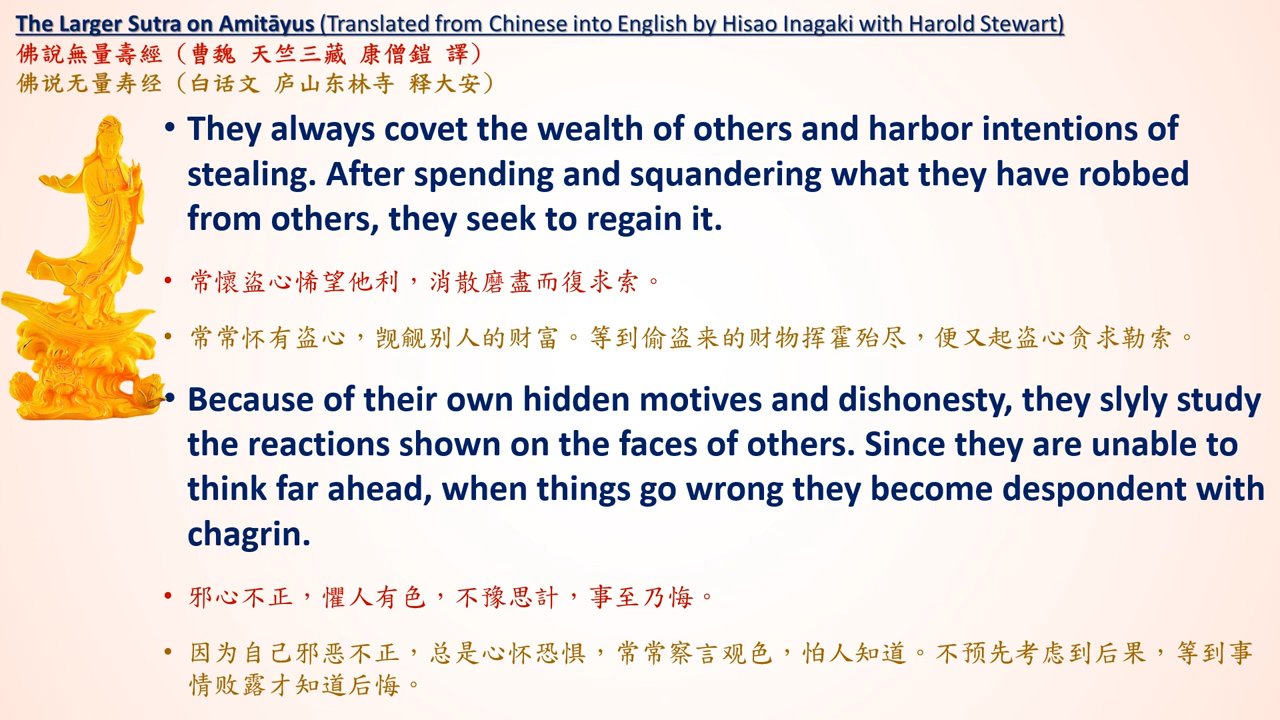 The Larger Sutra on Amitāyus (Translated from Chinese into English by Hisao Inagaki with Harold Stewart)
佛說無量壽經（曹魏 天竺三藏 康僧鎧 譯）
佛说无量寿经（白话文 庐山东林寺 释大安）
• They always covet the wealth of others and harbor intentions of
stealing. After spending and squandering what they have robbed
from others, they seek to regain it.
• 常懷盜心悕望他利，消散磨盡而復求索。
• 常常怀有盗心，觊觎别人的财富。等到偷盗来的财物挥霍殆尽，便又起盗心贪求勒索。
• Because of their own hidden motives and dishonesty, they slyly study
the reactions shown on the faces of others. Since they are unable to
think far ahead, when things go wrong they become despondent with
chagrin.
• 邪心不正，懼人有色，不豫思計，事至乃悔。
• 因为自己邪恶不正，总是心怀恐惧，常常察言观色，怕人知道。不预先考虑到后果，等到事
情败露才知道后悔。